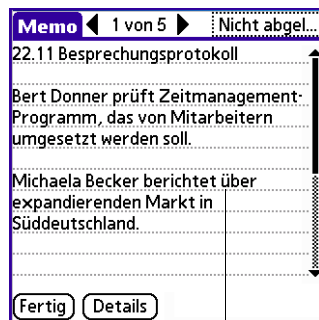 Memo 1 von 5 Nicht abgel...
22.11 Besprechungsprotokoll
Bert Donner prüft Zeitmanagement-
Programm, das von Mitarbeitern
umgesetzt werden soll.
Michaela Becker berichtet über
expandierenden Markt in
Süddeutschland.
Fertig Details